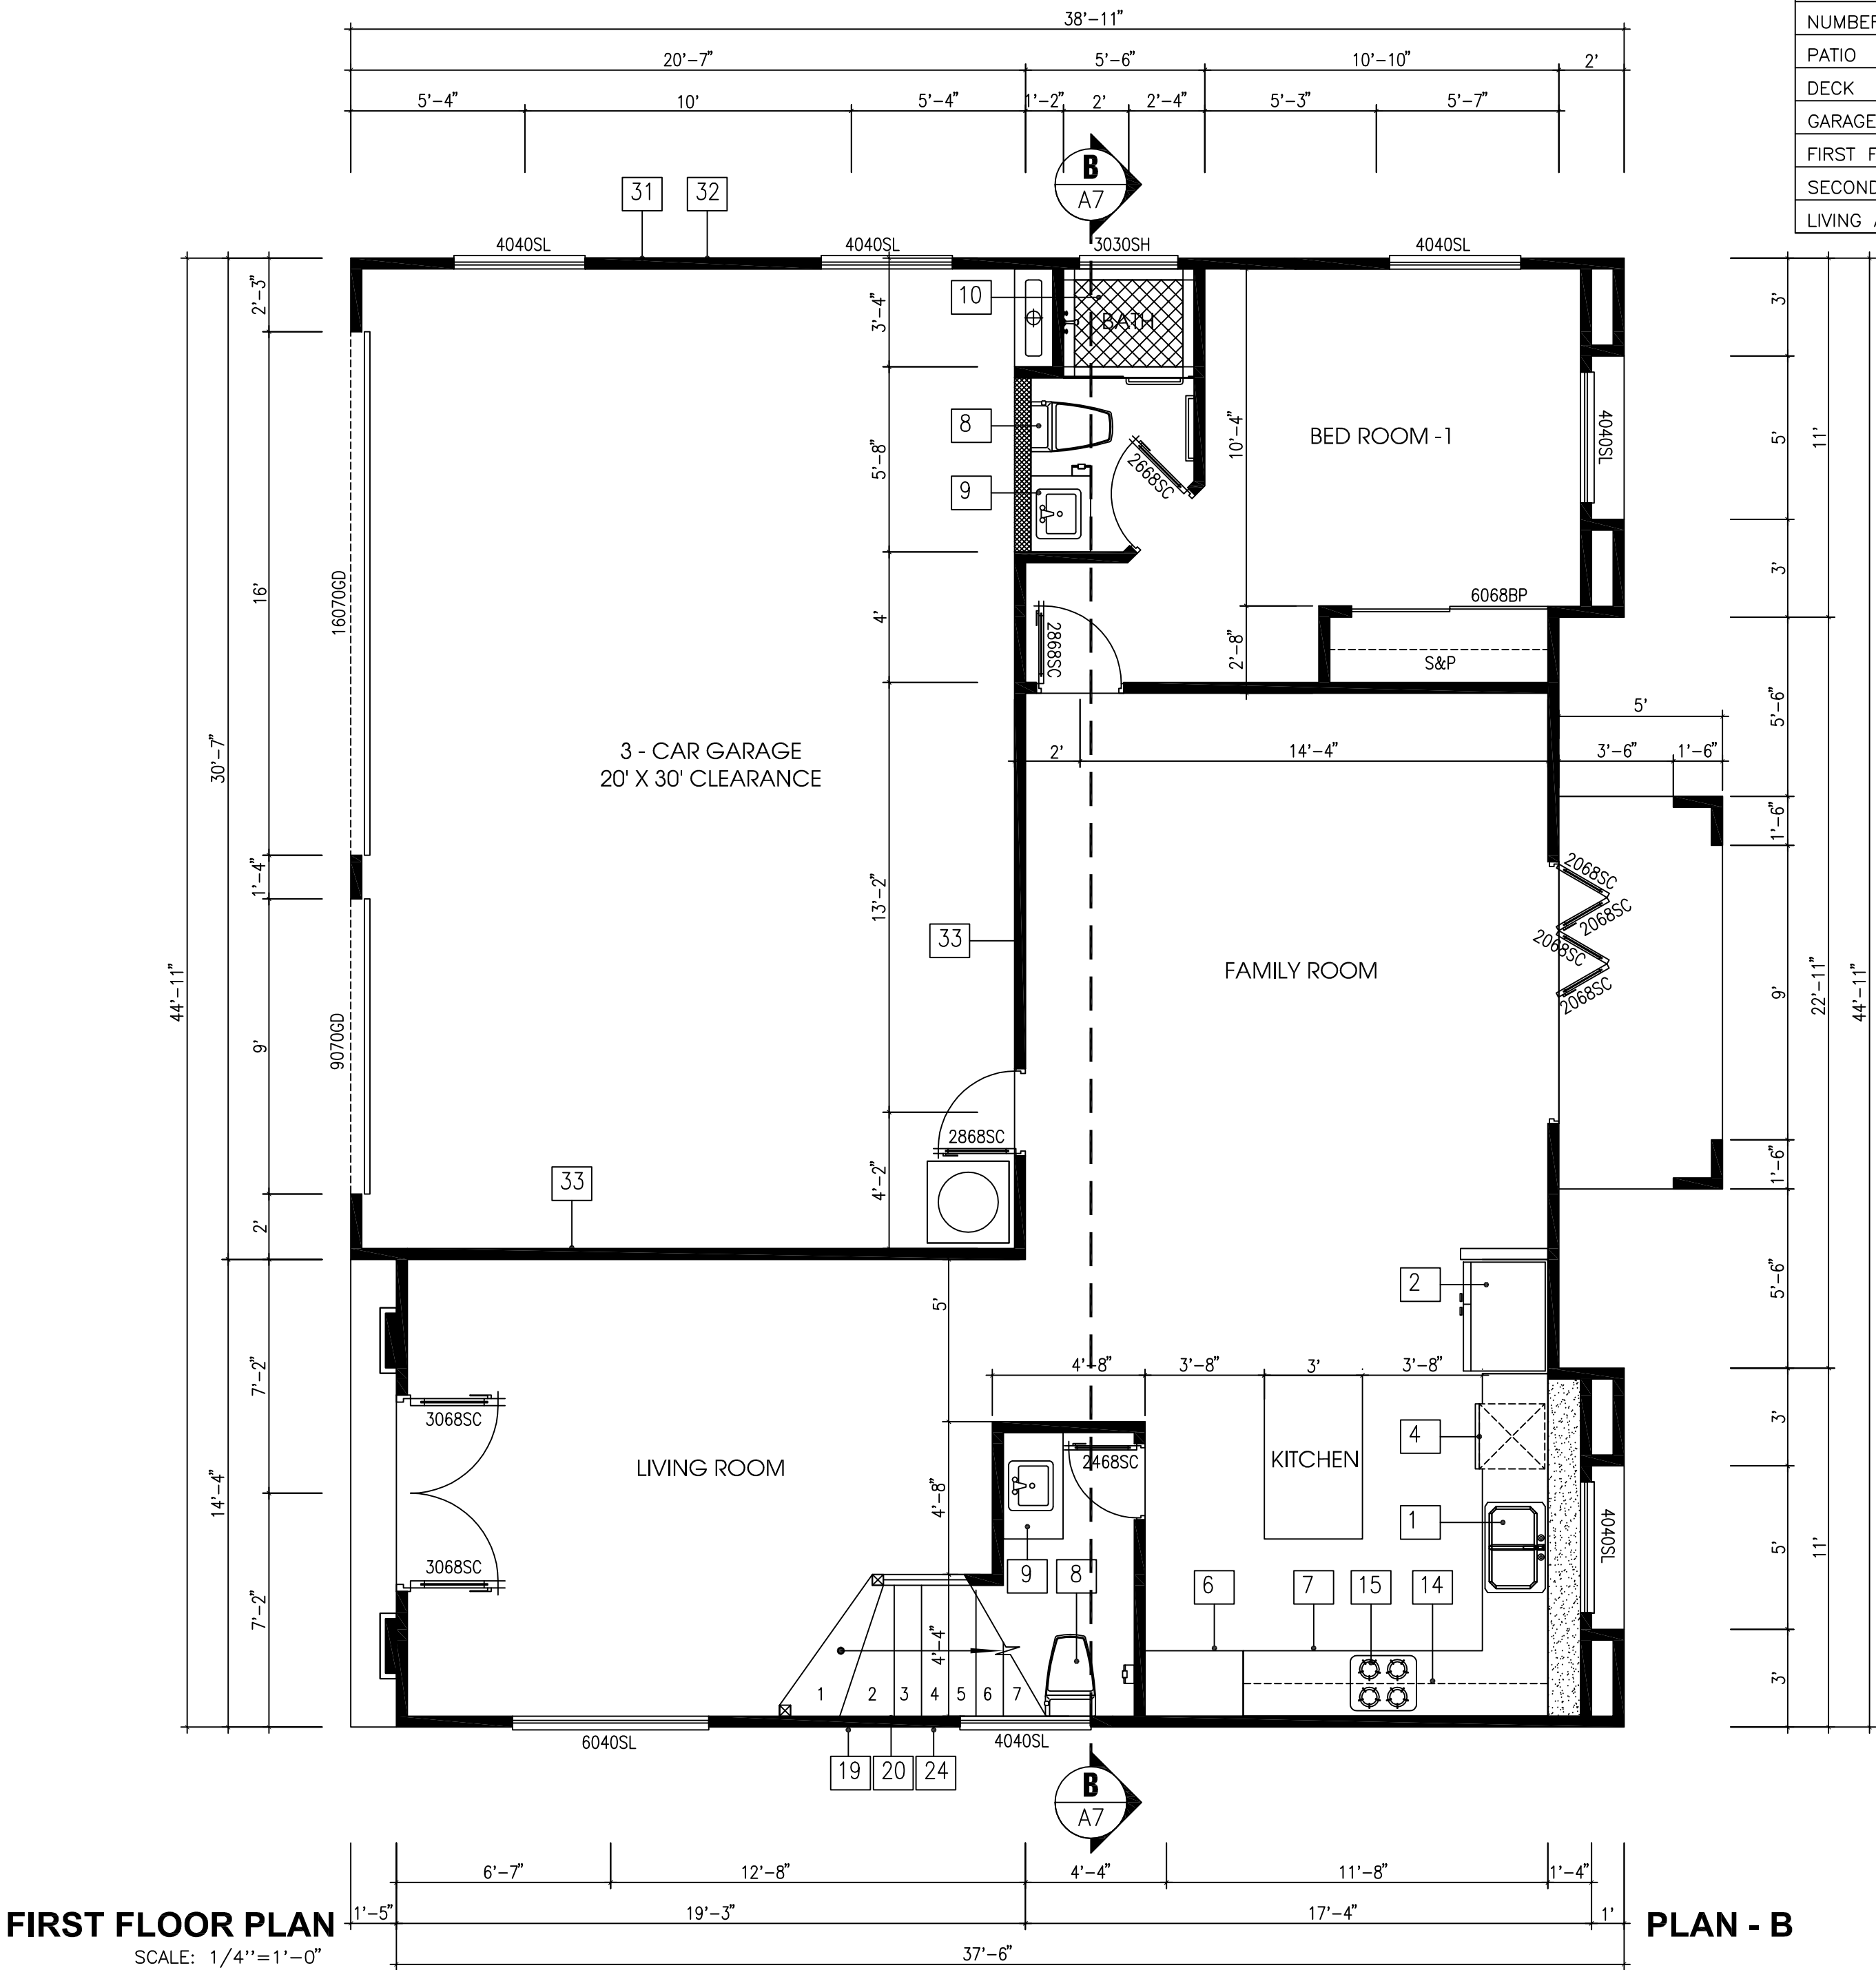 38'-11"
20'-7" 5'-6" 10'-10" 2'
5'-4" 10' 5'-4" 1'-2" 2' 2'-4" 5'-3" 5'-7"
PATIO
DECK
GARAGE
FIRST
LIVING
B
A7
31 32
4040SL 4040SL 3030SH 4040SL
2'-3"
16'
1'-4"
9'
2'
7'-2"
7'-2"
30'-7"
14'-4"
44'-11"
16070GD
9070GD
3'-4"
5'-8"
4'
13'-2"
4'-2"
10
BATH
8
9
2668SC
10'-4"
BED ROOM -1
4040SL
6068BP
2'-8"
S&P
2868SC
3 - CAR GARAGE
20' X 30' CLEARANCE
2' 14'-4"
5'
3'-6" 1'-6"
33
FAMILY ROOM
2068SC
2068SC
2068SC
2068SC
2868SC
33
3'
5'
3'
5'-6"
1'-6"
9'
1'-6"
5'-6"
3'
5'
3'
11'
22'-11"
11'
44'-11"
2
5'
4'-8" 3'-8" 3' 3'-8"
3068SC
LIVING ROOM
4'-8"
2468SC
KITCHEN
4
1
4040SL
3068SC
9 8 6 7 15 14
4'-4"
1 2 3 4 5 6 7
6040SL 4040SL
19 20 24
B
A7
6'-7" 12'-8" 4'-4" 11'-8" 1'-4"
1'-5" 19'-3" 17'-4" 1'
37'-6"
FIRST FLOOR PLAN
SCALE: 1/4''=1'-0"
PLAN - B